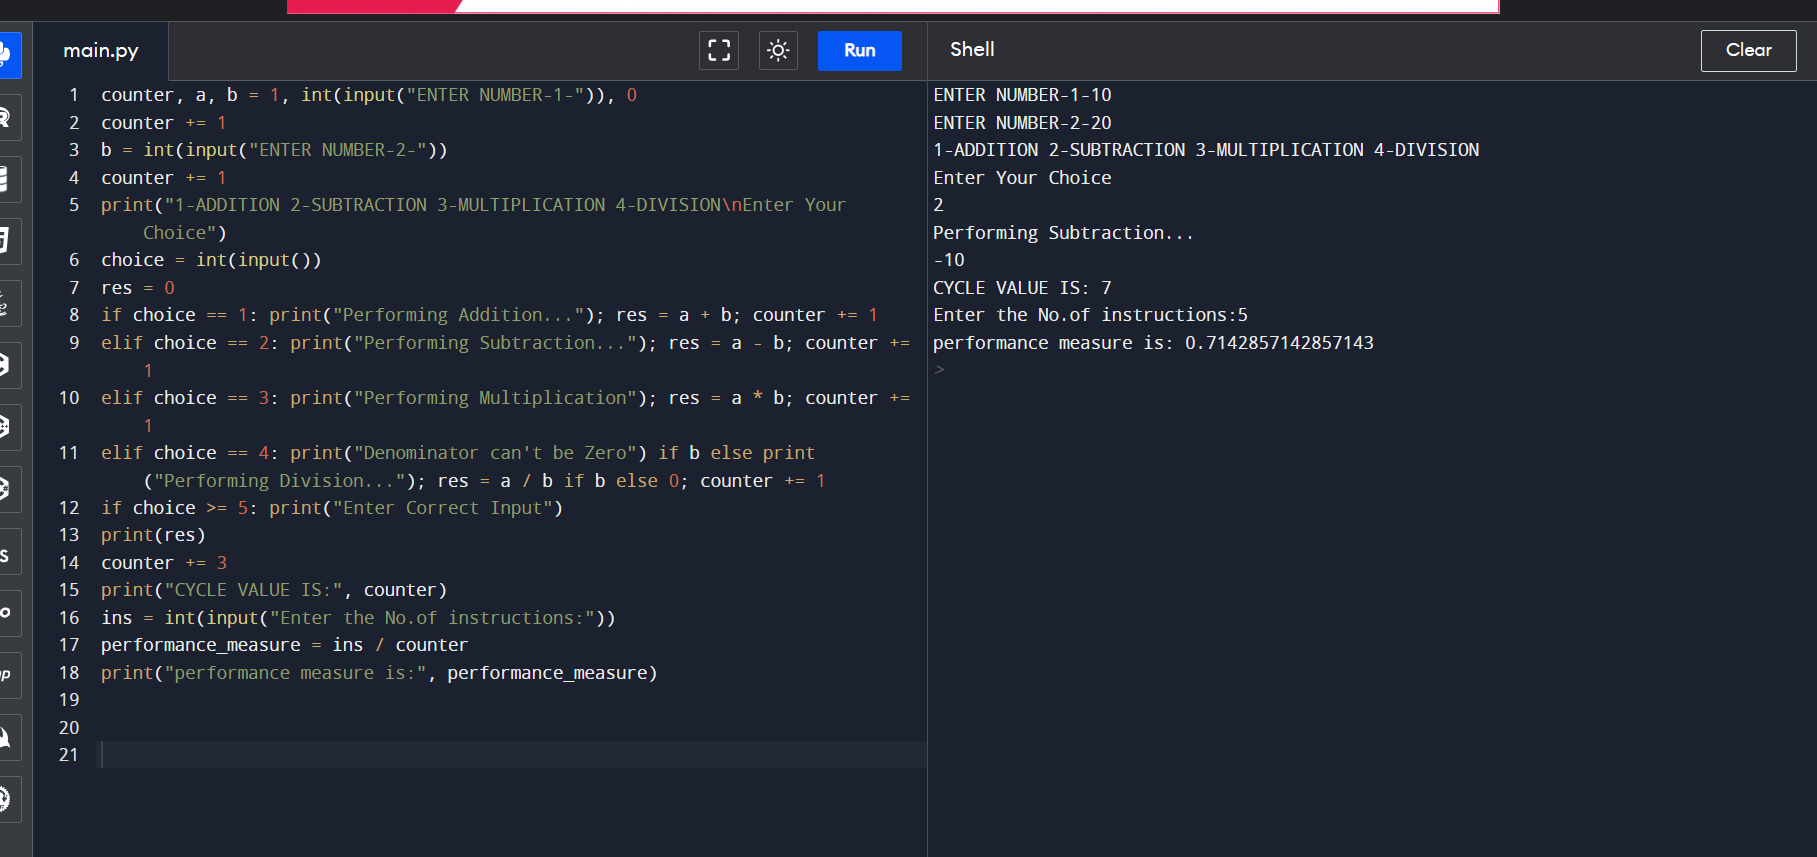 main.py
Run
1 counter, a, b = 1, int(input("ENTER NUMBER-1-")), 0
2 counter += 1
3 b = int(input("ENTER NUMBER-2-"))
4 counter += 1
5 print("1-ADDITION 2-SUBTRACTION 3-MULTIPLICATION 4-DIVISION\nEnter Your
Choice")
6 choice = int(input())
7 res = 0
8 if choice == 1: print("Performing Addition..."); res = a + b; counter += 1
9 elif choice == 2: print("Performing Subtraction..."); res = a - b; counter +=
1
10 elif choice == 3: print("Performing Multiplication"); res = a * b; counter +=
1
11 elif choice == 4: print("Denominator can't be Zero") if b else print
("Performing Division..."); res = a / b if b else 0; counter += 1
12 if choice >= 5: print("Enter Correct Input")
13 print(res)
14 counter += 3
15 print("CYCLE VALUE IS:", counter)
16 ins = int(input("Enter the No.of instructions:"))
17 performance_measure = ins / counter
18 print("performance measure is:", performance_measure)
19
20
21
Shell
Clear
ENTER NUMBER-1-10
ENTER NUMBER-2-20
1-ADDITION 2-SUBTRACTION 3-MULTIPLICATION 4-DIVISION
Enter Your Choice
2
Performing Subtraction...
-10
CYCLE VALUE IS: 7
Enter the No.of instructions:5
performance measure is: 0.7142857142857143
>